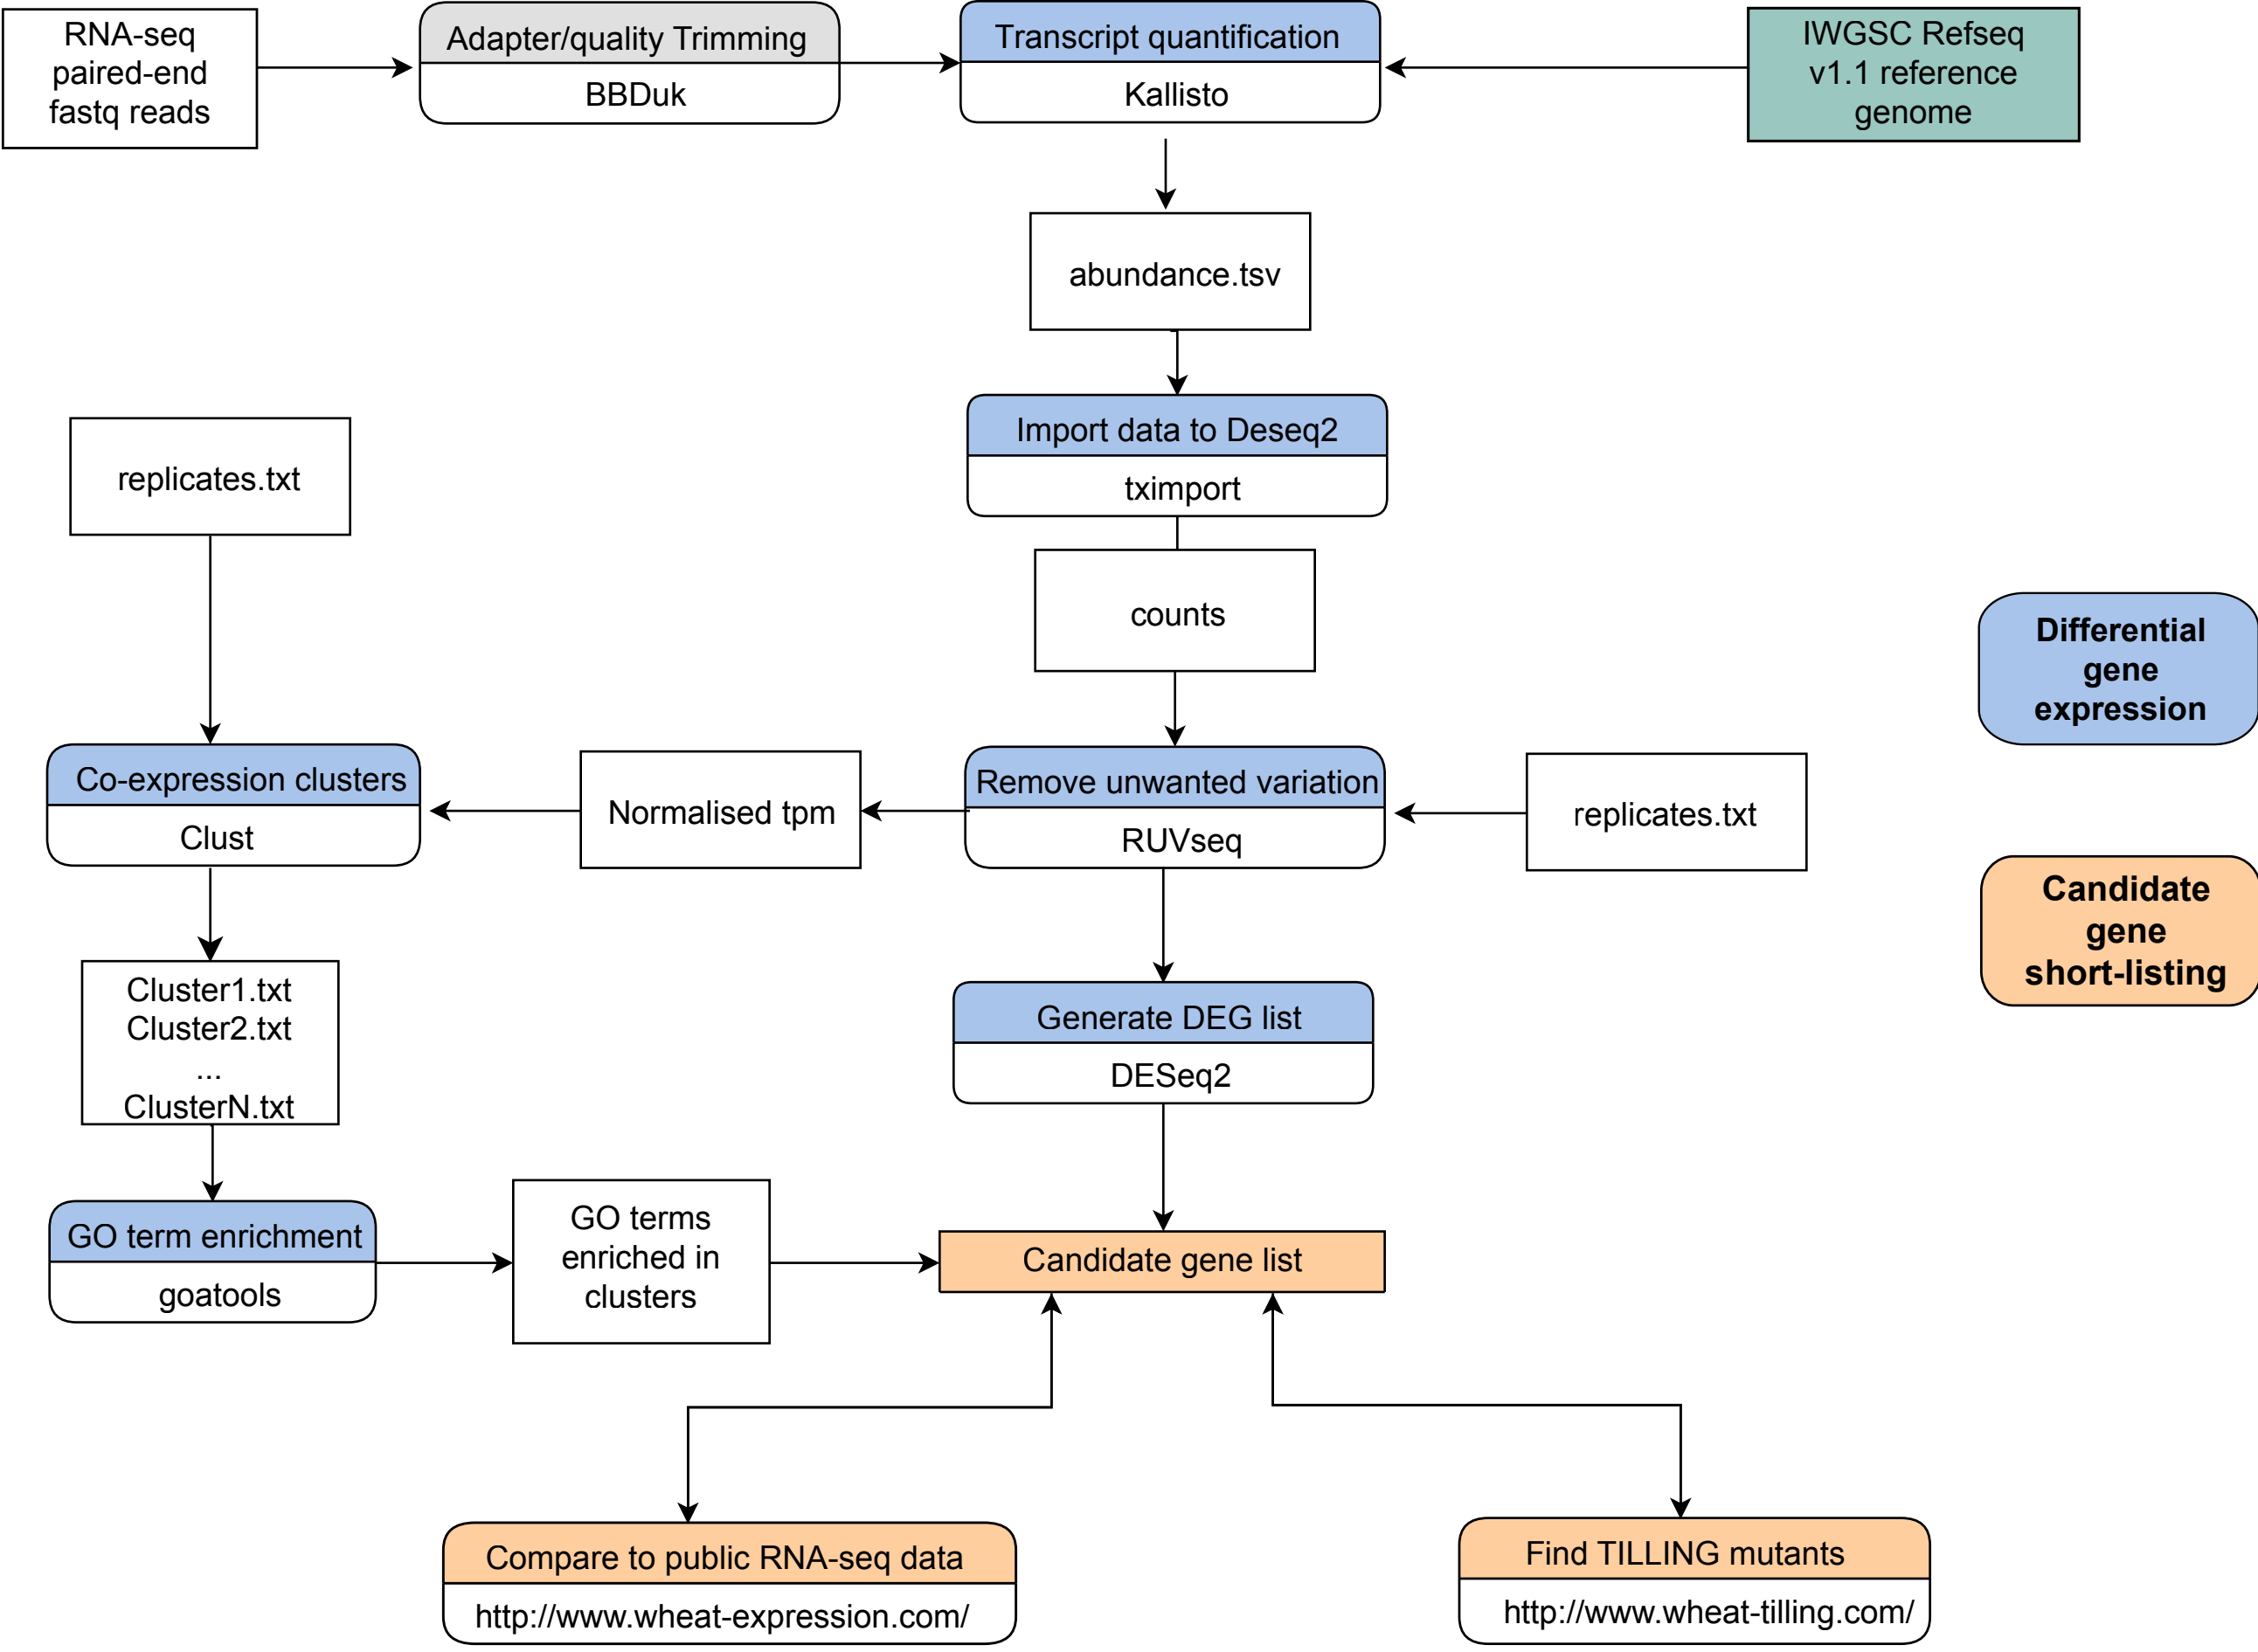 RNA-seq
paired-end
fastq reads
Adapter/quality Trimming
BBDuk
Transcript quantification
Kallisto
IWGSC Refseq
v1.1 reference
genome
abundance.tsv
Import data to Deseq2
tximport
replicates.txt
counts
Differential
gene
expression
Co-expression clusters
Clust
Normalised tpm
Remove unwanted variation
RUVseq
replicates.txt
Candidate
gene
short-listing
Cluster1.txt
Cluster2.txt
...
ClusterN.txt
Generate DEG list
DESeq2
GO term enrichment
goatools
GO terms
enriched in
clusters
Candidate gene list
Compare to public RNA-seq data
http://www.wheat-expression.com/
Find TILLING mutants
http://www.wheat-tilling.com/